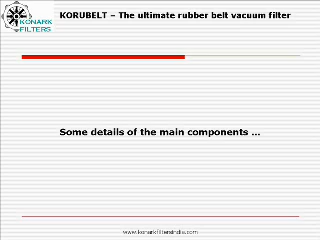 KORUBELT – The ultimate rubber belt vacuum filter
KONARK
FILTERS
Some details of the main components ...
www.konarkfiltersindia.com